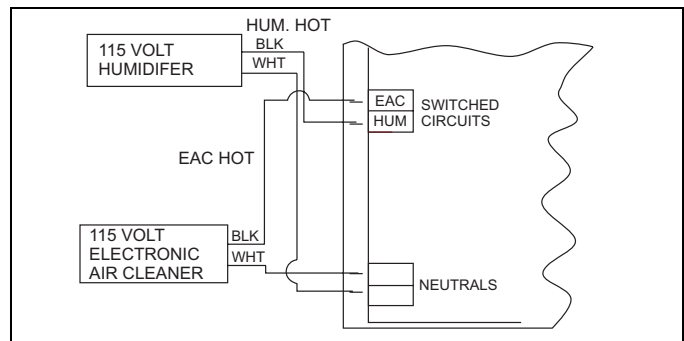 HUM. HOT
115 VOLT
HUMIDIFER
BLK
WHT
EAC
HUM
SWITCHED
CIRCUITS
EAC HOT
115 VOLT
ELECTRONIC
AIR CLEANER
BLK
WHT
NEUTRALS